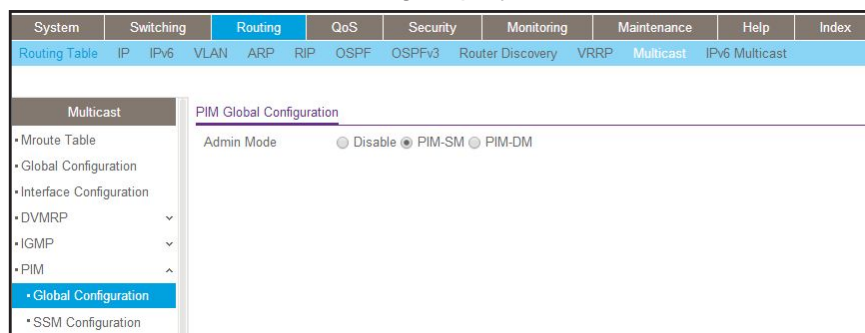 System Switching Routing QoS Security Monitoring Maintenance Help Index
Routing Table IP IPv6 VLAN ARP RIP OSPF OSPFv3 Router Discovery VRRP Multicast IPv6 Multicast
Multicast
PIM Global Configuration
Mroute Table
Admin Mode Disable PIM-SM PIM-DM
Global Configuration
Interface Configuration
DVMRP
IGMP
PIM
Global Configuration
SSM Configuration